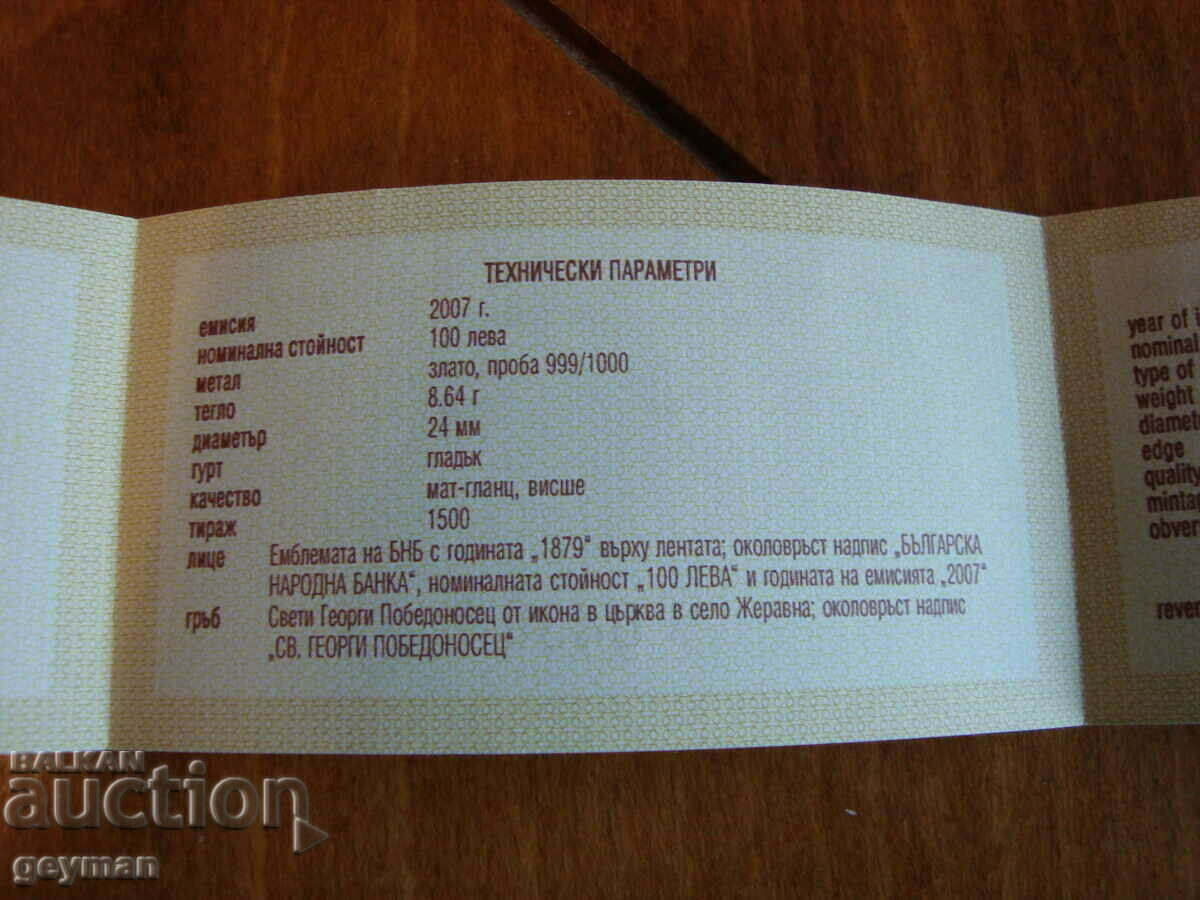 ТЕХНИЧЕСКИ ПАРАМЕТРИ
емисия 2007 г.
номинална стойност 100 лева
метал злато, проба 999/1000
тегло 8.64 г
диаметър 24 мм
гурт гладък
качество мат-гланц, висше
тираж 1500
лице Емблемата на БНБ с годината „1879“ върху лентата; околовръст надпис „БЪЛГАРСКА
НАРОДНА БАНКА“, номиналната стойност „100 ЛЕВА“ и годината на емисията „2007“
гръб Свети Георги Победоносец от икона в църква в село Жеравна; околовръст надпис
„СВ. ГЕОРГИ ПОБЕДОНОСЕЦ“
year of
nominal
type of
weight
edge
quality
BALKAN
auction
geyman